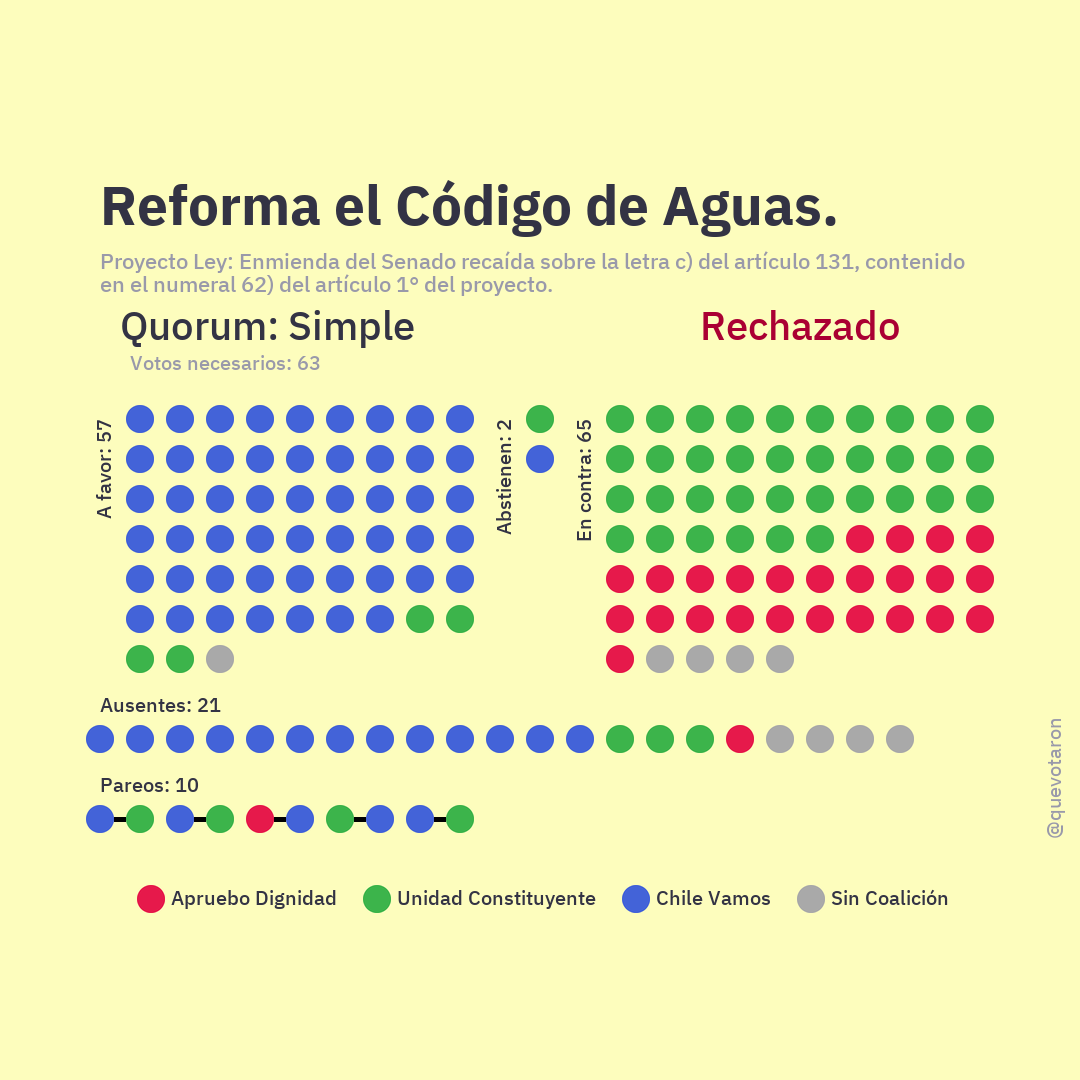 Reforma el Código de Aguas.
Proyecto Ley: Enmienda del Senado recaída sobre la letra c) del artículo 131, contenido
en el numeral 62) del artículo 1° del proyecto.
Quorum: Simple
Rechazado
Votos necesarios: 63
A favor: 57
Abstienen: 2
En contra: 65
Ausentes: 21
Pareos: 10
@quevotaron
Apruebo Dignidad
Unidad Constituyente
Chile Vamos
Sin Coalición